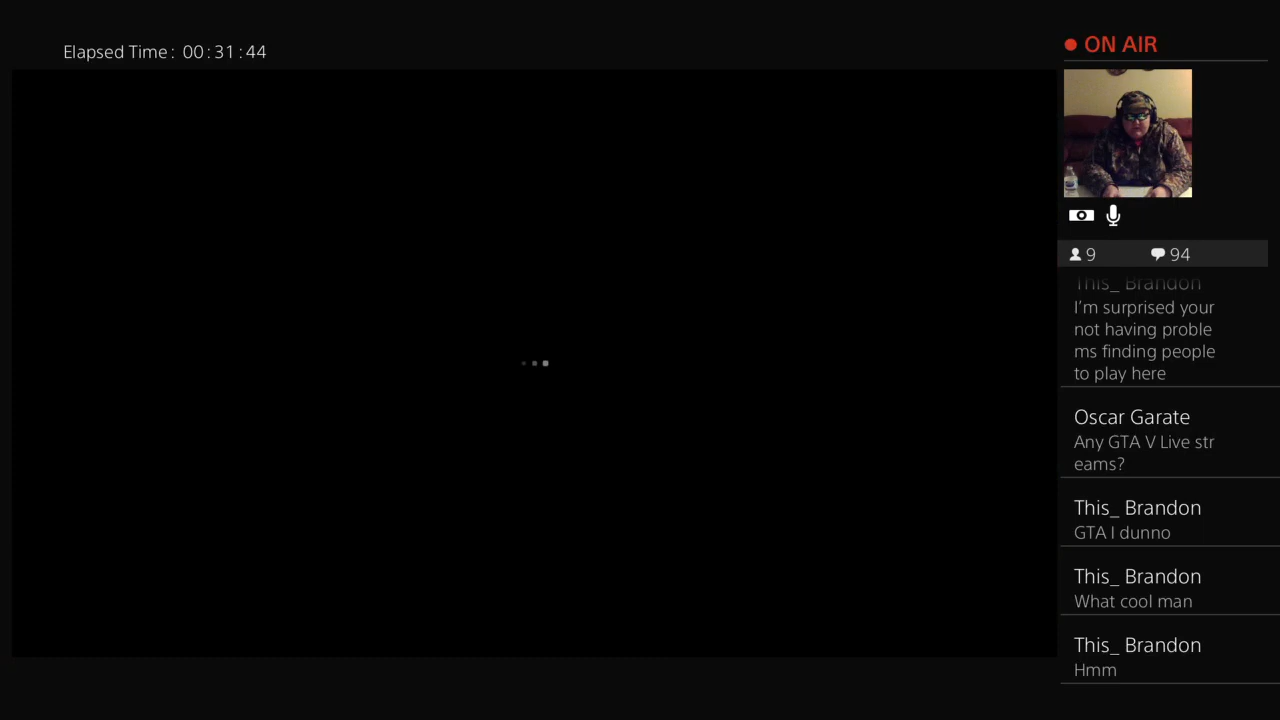 Elapsed Time: 00:31:44
ON AIR
9 94
This_ Brandon
I'm surprised your
not having proble
ms finding people
to play here
Oscar Garate
Any GTA V Live str
eams?
This_ Brandon
GTA I dunno
This_ Brandon
What cool man
This_ Brandon
Hmm